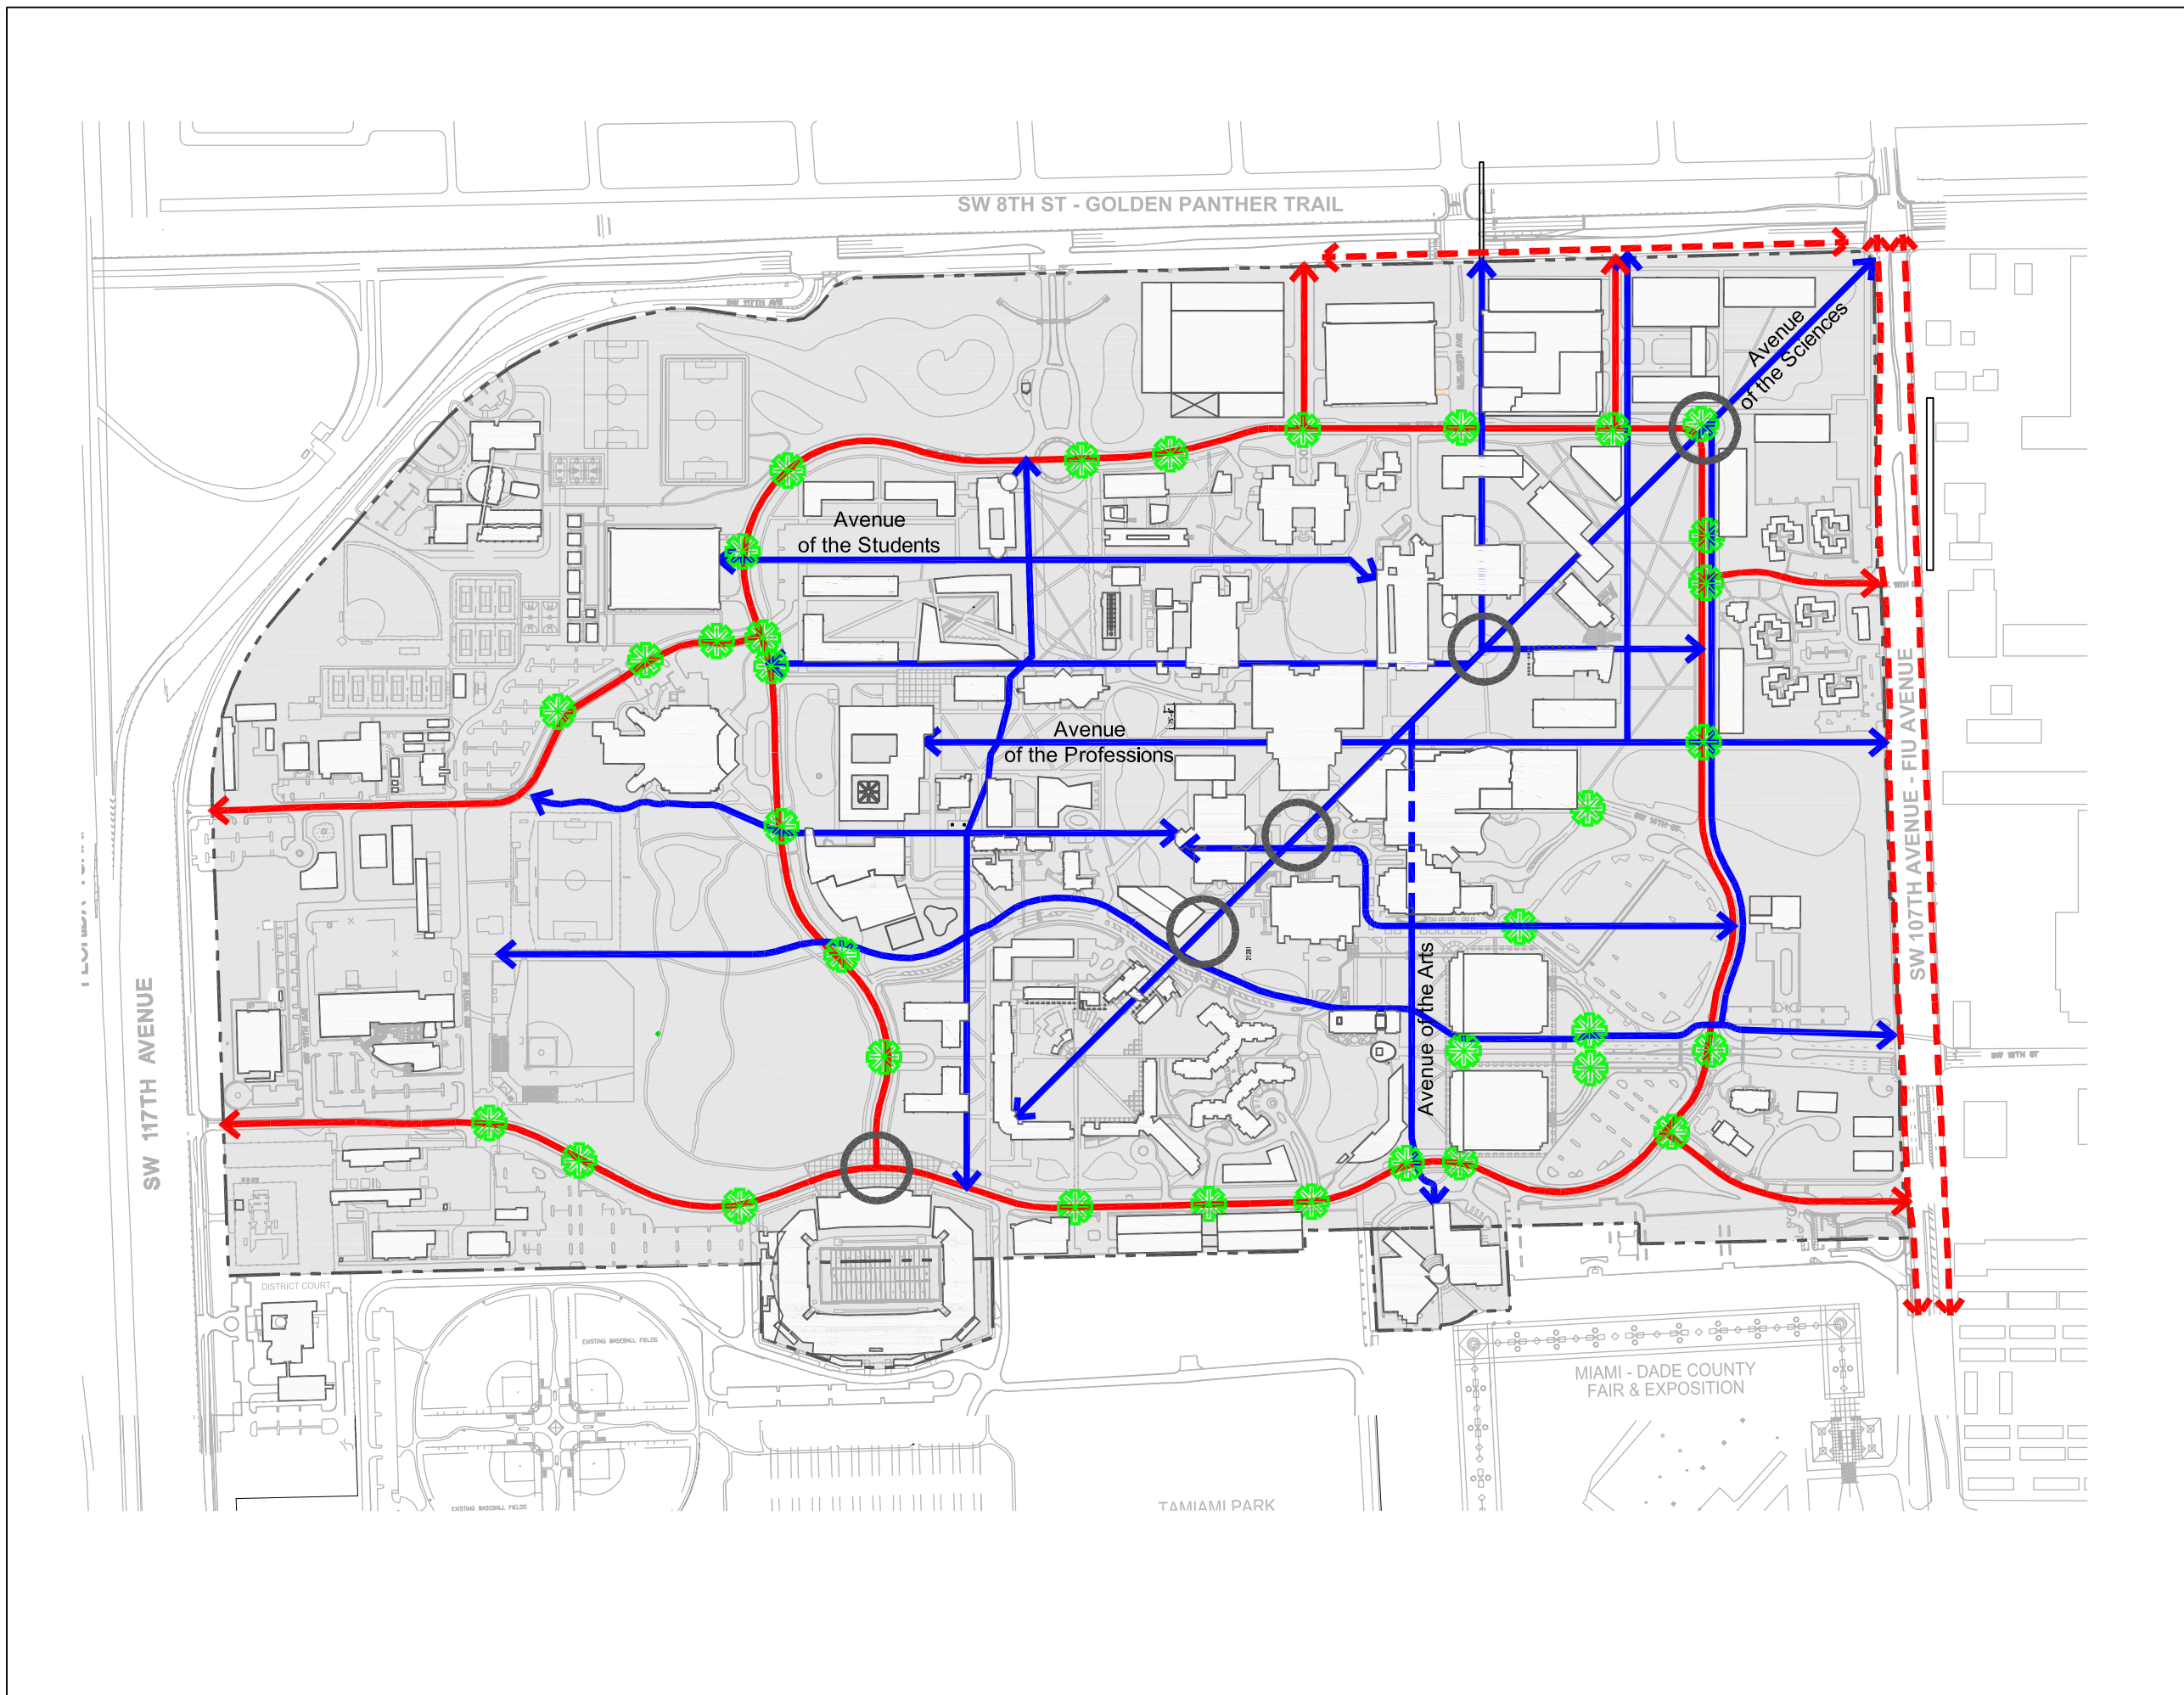 SW 8TH ST - GOLDEN PANTHER TRAIL
Avenue
of the Sciences
Avenue
of the Students
Avenue
of the Professions
SW 107TH AVENUE - FIU AVENUE
Avenue of the Arts
SW 117TH AVENUE
DISTRICT COURT
EXISTING BASEBALL FIELDS
EXISTING BASEBALL FIELDS
MIAMI - DADE COUNTY
FAIR & EXPOSITION
TAMIAMI PARK